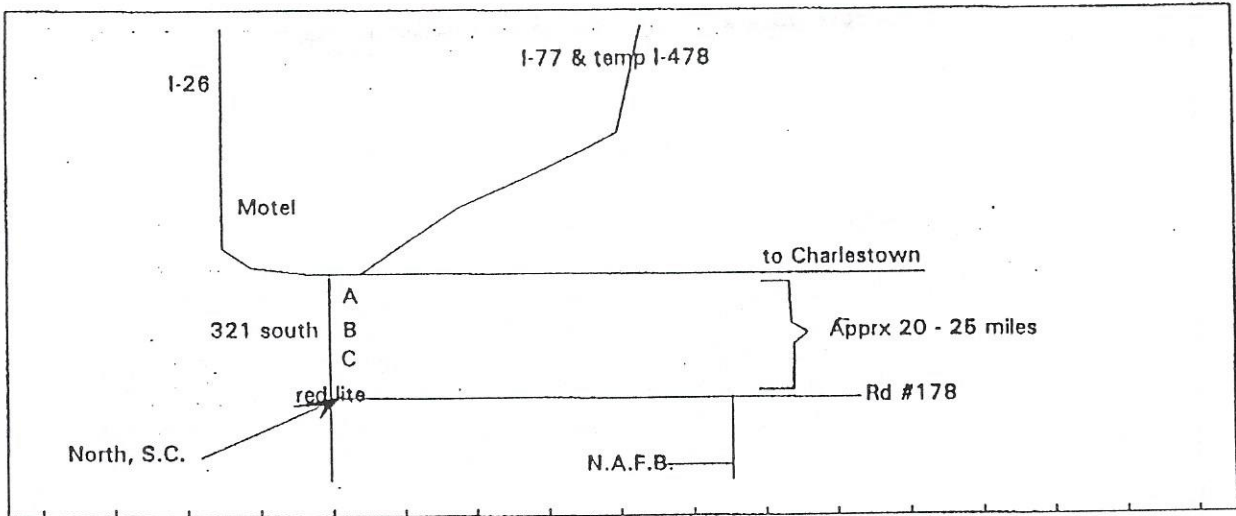 I-77 & temp I-478
I-26
Motel
to Charlestown
A
321 south
B
Apprx 20 - 25 miles
C
red lite
Rd #178
North, S.C.
N.A.F.B.